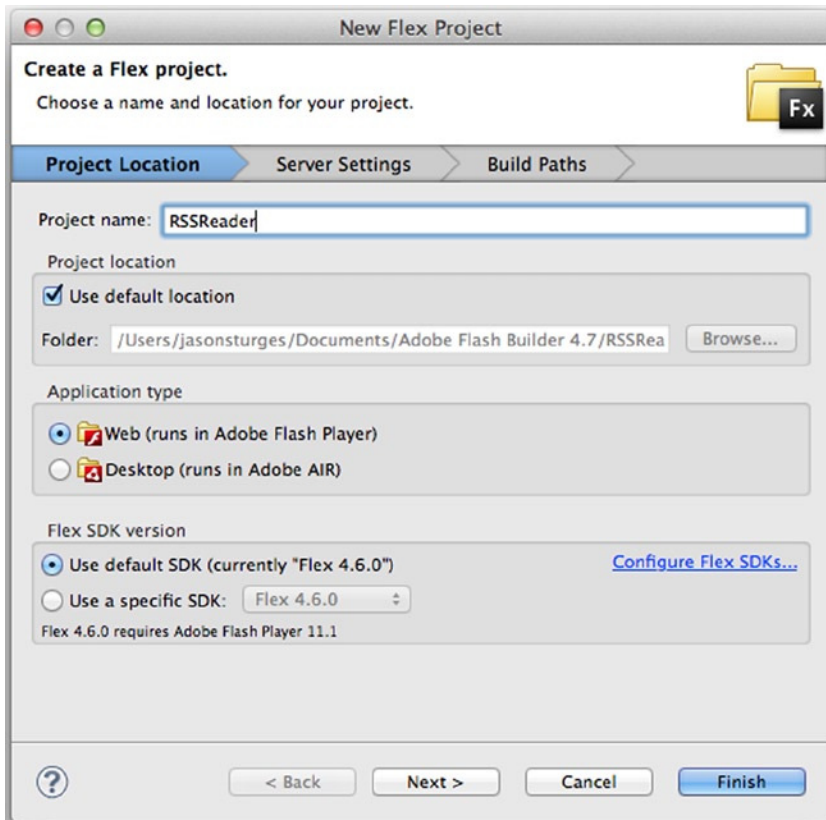 New Flex Project
Create a Flex project.
Choose a name and location for your project.
Fx
Project Location Server Settings Build Paths
Project name: RSSReader
Project location
Use default location
Folder: /Users/jasonsturges/Documents/Adobe Flash Builder 4.7/RSSRea Browse...
Application type
Web (runs in Adobe Flash Player)
Desktop (runs in Adobe AIR)
Flex SDK version
Use default SDK (currently "Flex 4.6.0") Configure Flex SDKs...
Use a specific SDK: Flex 4.6.0
Flex 4.6.0 requires Adobe Flash Player 11.1
? < Back Next > Cancel Finish